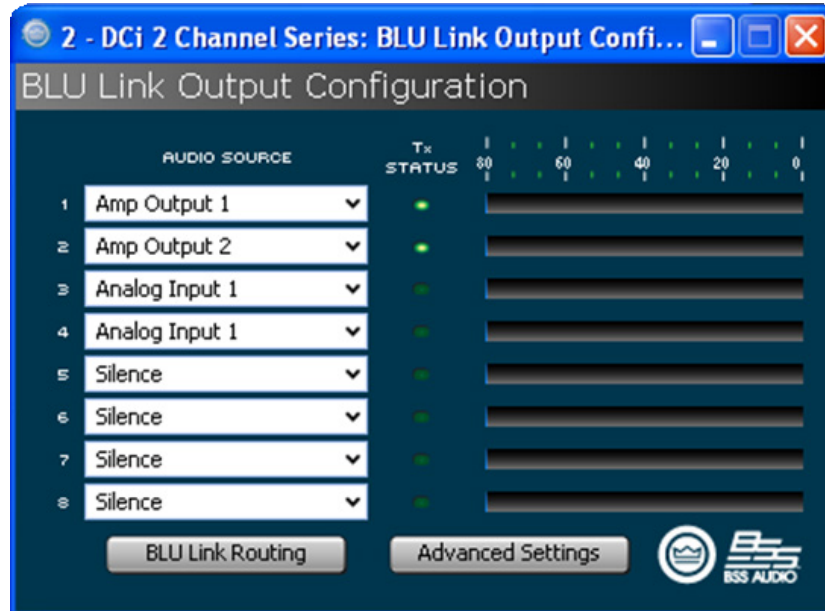 2 - DCi 2 Channel Series: BLU Link Output Confi...
BLU Link Output Configuration
AUDIO SOURCE
Tx STATUS
80 60 40 20 0
1 Amp Output 1
2 Amp Output 2
3 Analog Input 1
4 Analog Input 1
5 Silence
6 Silence
7 Silence
8 Silence
BLU Link Routing
Advanced Settings
BSS
BSS AUDIO